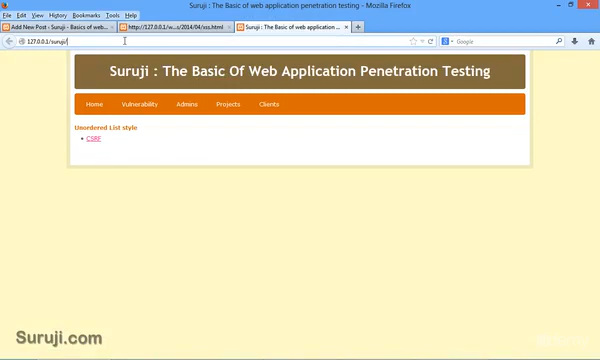 Suruji : The Basic of web application penetration testing - Mozilla Firefox
File Edit View History Bookmarks Tools Help
Add New Post ‹ Suruji - Basics of web... × http://127.0.0.1/w...s/2014/04/xss.html × Suruji : The Basic of web application ... ×
127.0.0.1/suruji/ Google
Suruji : The Basic Of Web Application Penetration Testing
Home Vulnerability Admins Projects Clients
Unordered List style
• CSRF
Suruji.com